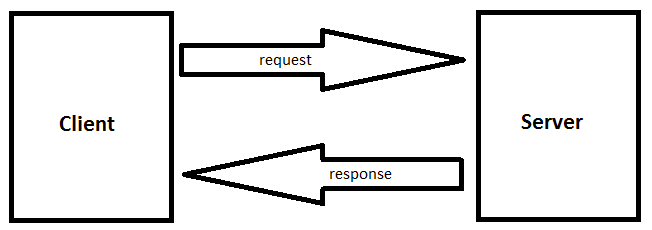 Client
request
response
Server